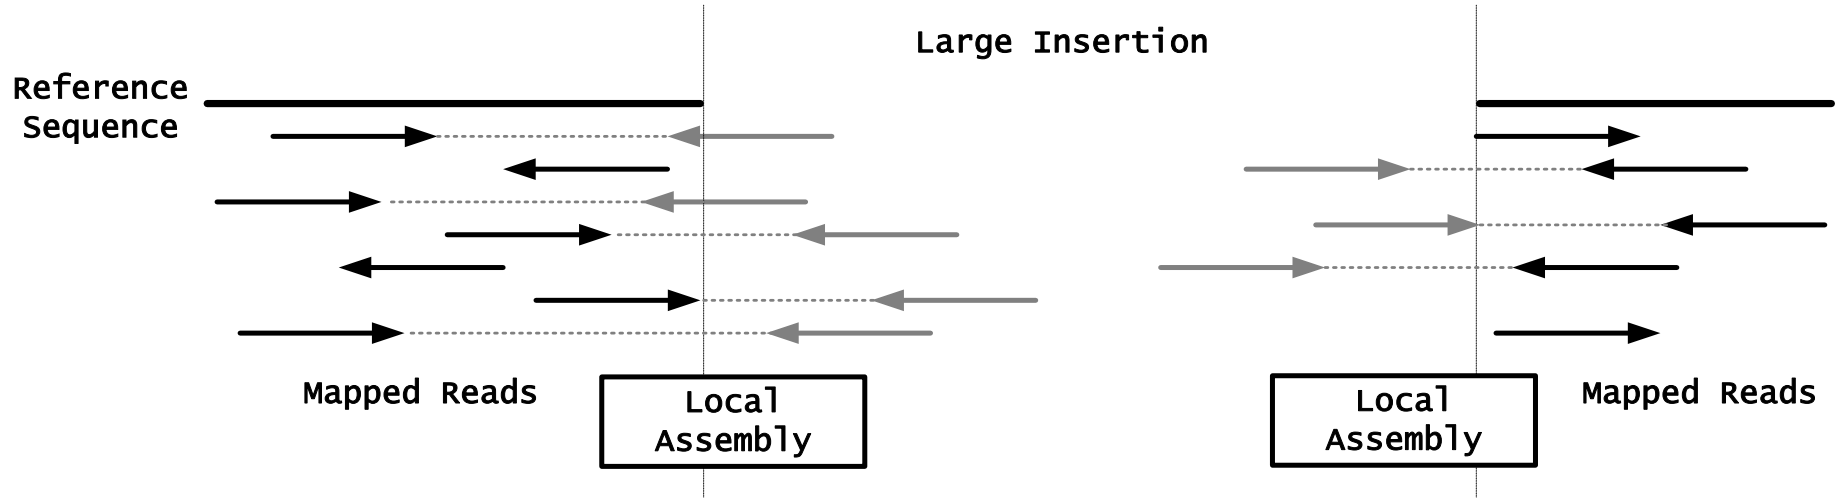 Large Insertion
Reference
Sequence
Mapped Reads
Local
Assembly
Local
Assembly
Mapped Reads